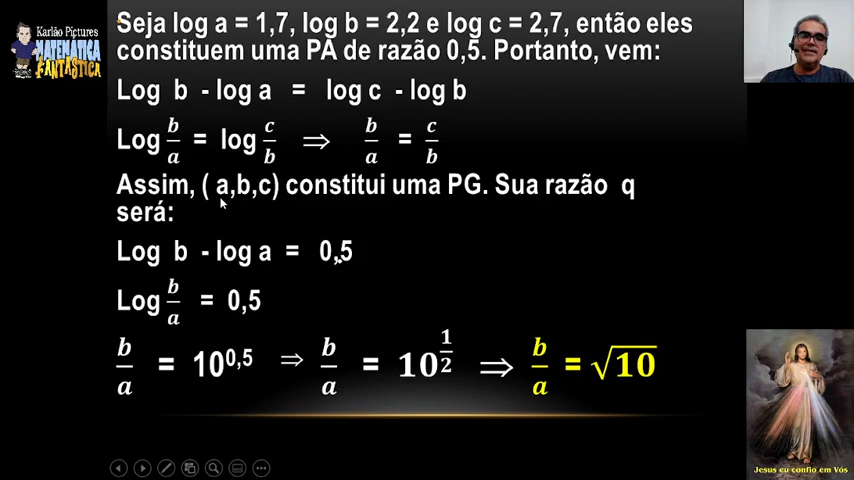 Karlão Pictures
MATEMÁTICA
FANTÁSTICA
Seja log a = 1,7, log b = 2,2 e log c = 2,7, então eles
constituem uma PA de razão 0,5. Portanto, vem:
Log b - log a = log c - log b
Log b/a = log c/b ⇒ b/a = c/b
Assim, ( a,b,c) constitui uma PG. Sua razão q
será:
Log b - log a = 0,5
Log b/a = 0,5
b/a = 10^0,5 ⇒ b/a = 10^1/2 ⇒ b/a = √10
Jesus eu confio em Vós